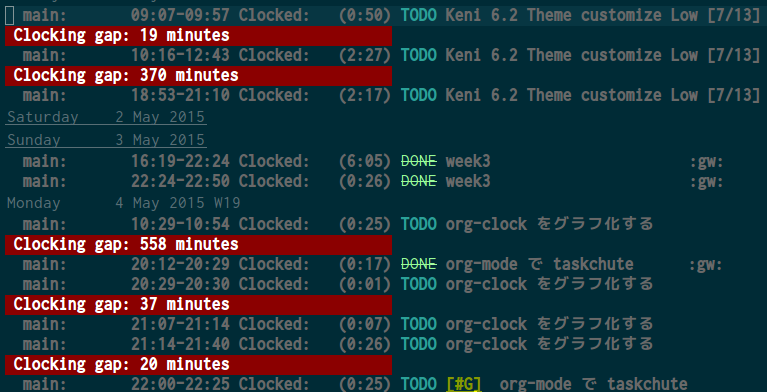 main:       09:07-09:57 Clocked:   (0:50) TODO Keni 6.2 Theme customize Low [7/13]
Clocking gap: 19 minutes
main:       10:16-12:43 Clocked:   (2:27) TODO Keni 6.2 Theme customize Low [7/13]
Clocking gap: 370 minutes
main:       18:53-21:10 Clocked:   (2:17) TODO Keni 6.2 Theme customize Low [7/13]
Saturday    2 May 2015
Sunday      3 May 2015
main:       16:19-22:24 Clocked:   (6:05) DONE week3                      :gw:
main:       22:24-22:50 Clocked:   (0:26) DONE week3                      :gw:
Monday      4 May 2015 W19
main:       10:29-10:54 Clocked:   (0:25) TODO org-clock をグラフ化する
Clocking gap: 558 minutes
main:       20:12-20:29 Clocked:   (0:17) DONE org-mode で taskchute      :gw:
main:       20:29-20:30 Clocked:   (0:01) TODO org-clock をグラフ化する
Clocking gap: 37 minutes
main:       21:07-21:14 Clocked:   (0:07) TODO org-clock をグラフ化する
main:       21:14-21:40 Clocked:   (0:26) TODO org-clock をグラフ化する
Clocking gap: 20 minutes
main:       22:00-22:25 Clocked:   (0:25) TODO [#G]  org-mode で taskchute